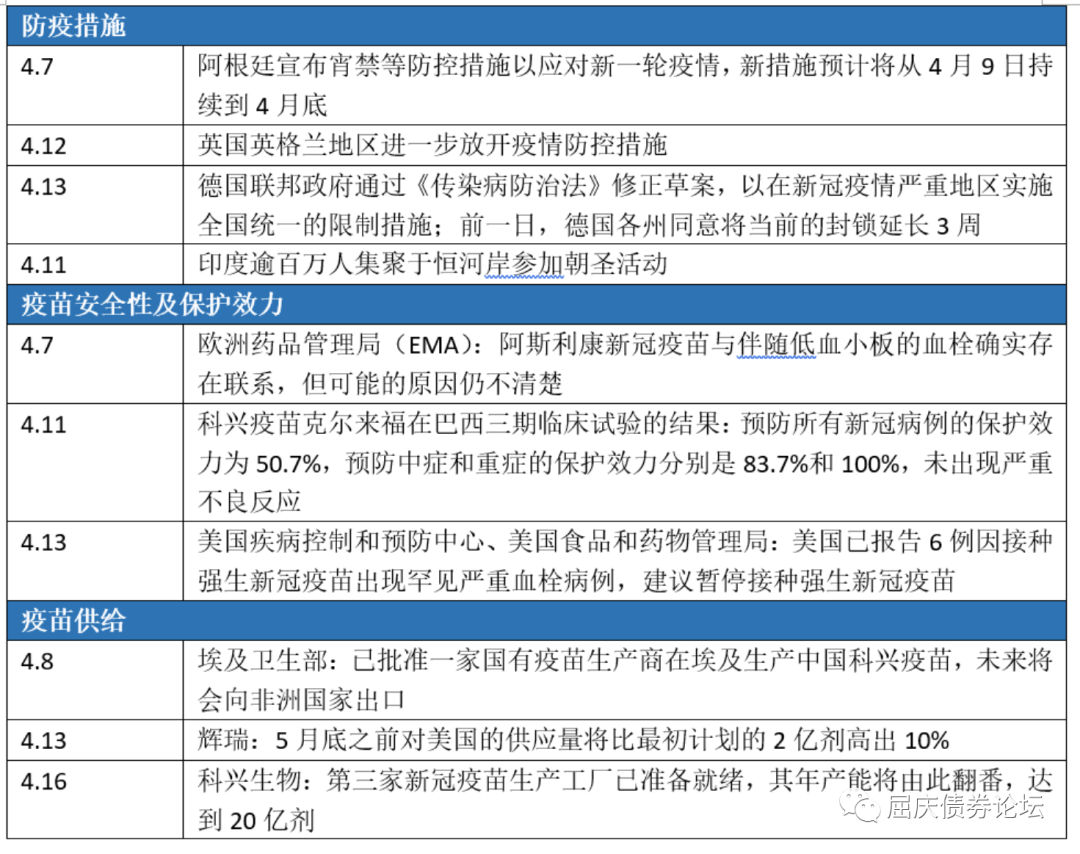 防疫措施
4.7
阿根廷宣布宵禁等防控措施以应对新一轮疫情，新措施预计将从 4 月 9 日持
续到 4 月底
4.12
英国英格兰地区进一步放开疫情防控措施
4.13
德国联邦政府通过《传染病防治法》修正草案，以在新冠疫情严重地区实施
全国统一的限制措施；前一日，德国各州同意将当前的封锁延长 3 周
4.11
印度逾百万人集聚于恒河岸参加朝圣活动
疫苗安全性及保护效力
4.7
欧洲药品管理局（EMA）：阿斯利康新冠疫苗与伴随低血小板的血栓确实存
在联系，但可能的原因仍不清楚
4.11
科兴疫苗克尔来福在巴西三期临床试验的结果：预防所有新冠病例的保护效
力为 50.7%，预防中症和重症的保护效力分别是 83.7%和 100%，未出现严重
不良反应
4.13
美国疾病控制和预防中心、美国食品和药物管理局：美国已报告 6 例因接种
强生新冠疫苗出现罕见严重血栓病例，建议暂停接种强生新冠疫苗
疫苗供给
4.8
埃及卫生部：已批准一家国有疫苗生产商在埃及生产中国科兴疫苗，未来将
会向非洲国家出口
4.13
辉瑞：5 月底之前对美国的供应量将比最初计划的 2 亿剂高出 10%
4.16
科兴生物：第三家新冠疫苗生产工厂已准备就绪，其年产能将由此翻番，达
到 20 亿剂
屈庆债券论坛